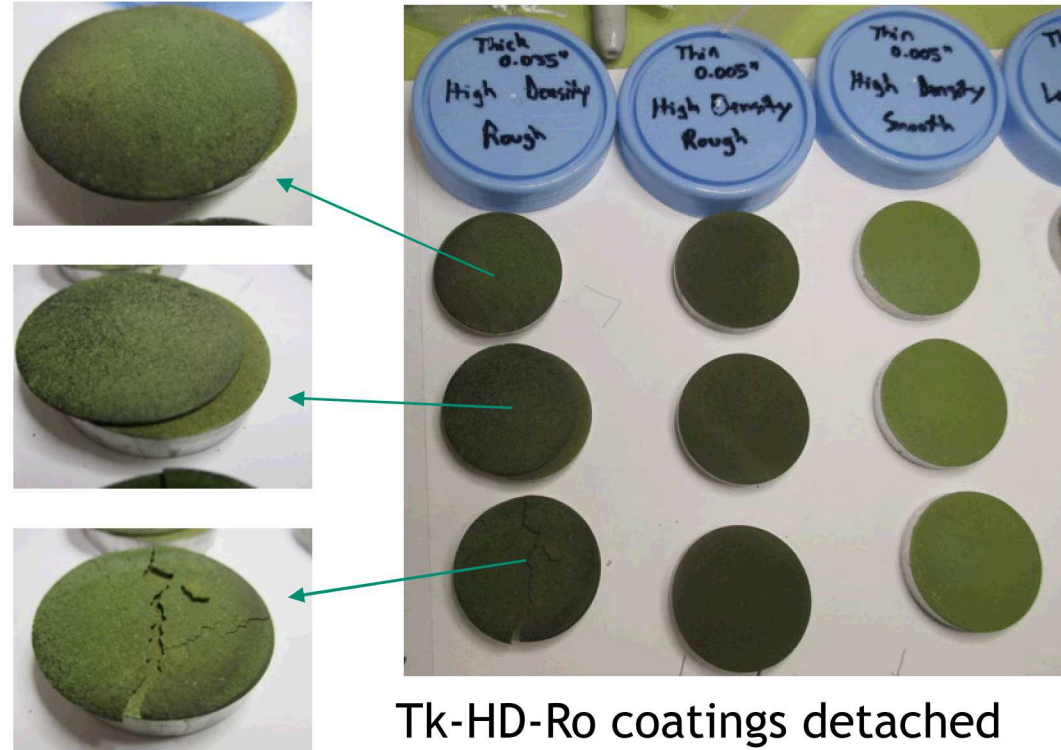 Thick
0.035"
High Density
Rough
Thin
0.005"
High Density
Rough
Thin
0.005"
High Density
Smooth
Tk-HD-Ro coatings detached